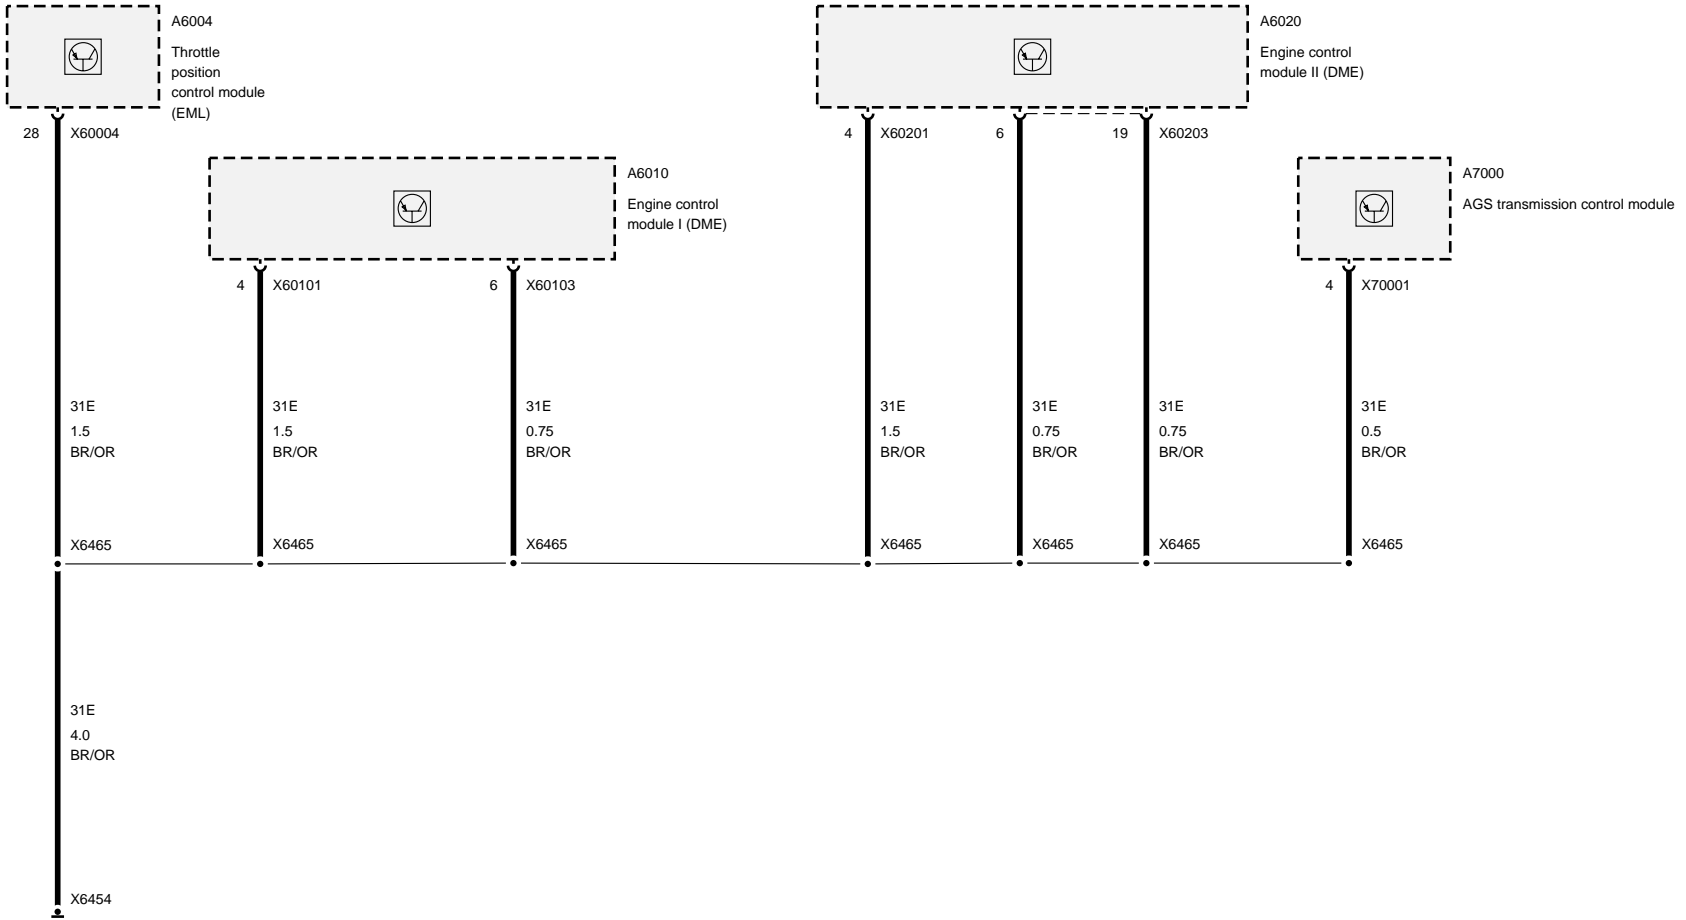 A6004
Throttle
position
control module
(EML)
28 X60004
A6020
Engine control
module II (DME)
4 X60201
6
19 X60203
A6010
Engine control
module I (DME)
4 X60101
6 X60103
A7000
AGS transmission control module
4 X70001
31E
1.5
BR/OR
X6465
31E
1.5
BR/OR
X6465
31E
0.75
BR/OR
X6465
31E
1.5
BR/OR
X6465
31E
0.75
BR/OR
X6465
31E
0.75
BR/OR
X6465
31E
0.5
BR/OR
X6465
31E
4.0
BR/OR
X6454